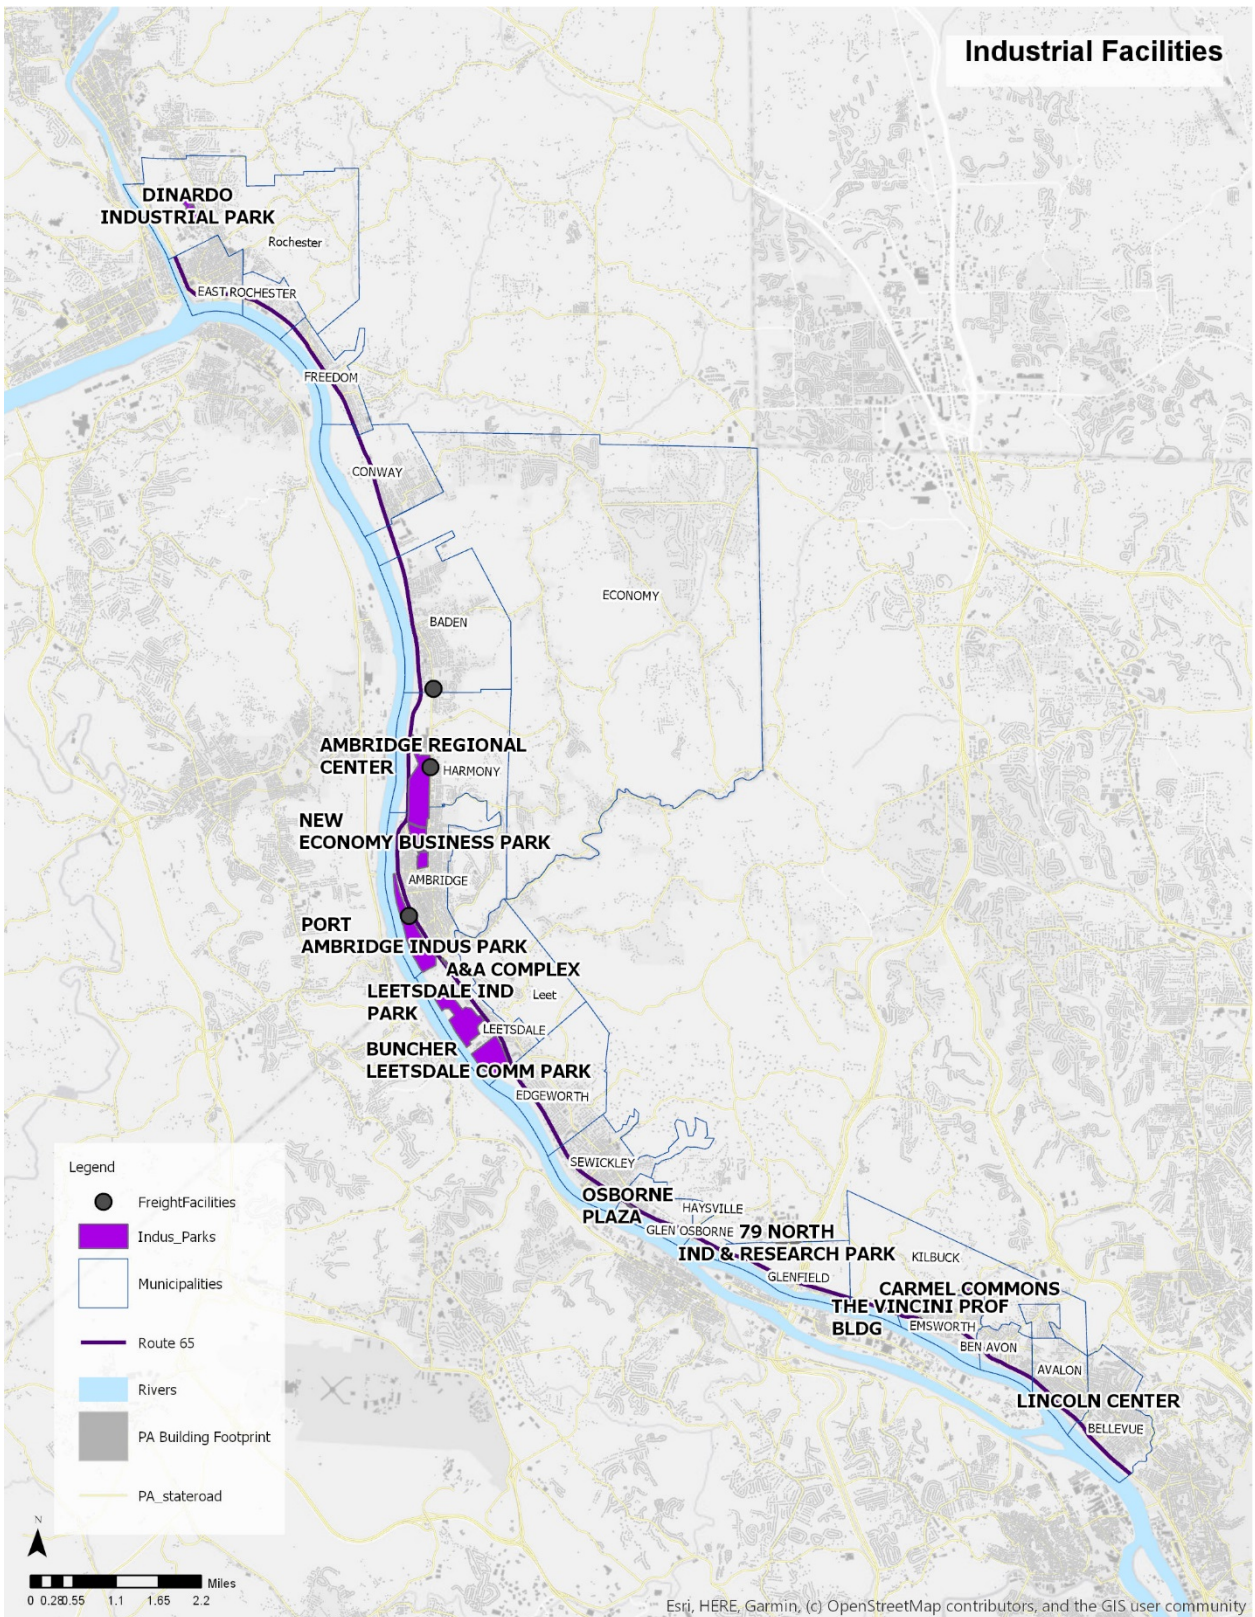 Industrial Facilities
DINARDO
INDUSTRIAL PARK
Rochester
EAST ROCHESTER
FREEDOM
CONWAY
ECONOMY
BADEN
AMBRIDGE REGIONAL
CENTER
HARMONY
NEW
ECONOMY BUSINESS PARK
AMBRIDGE
PORT
AMBRIDGE INDUS PARK
A&A COMPLEX
LEETSDALE IND
PARK
Leet
LEETSDALE
BUNCHER
LEETSDALE COMM PARK
EDGEWORTH
SEWICKLEY
OSBORNE
PLAZA
HAYSVILLE
GLEN OSBORNE
79 NORTH
IND & RESEARCH PARK
KILBUCK
GLENFIELD
CARMEL COMMONS
THE VINCINI PROF
BLDG
EMSWORTH
BEN AVON
AVALON
LINCOLN CENTER
BELLEVUE
Legend
FreightFacilities
Indus_Parks
Municipalities
Route 65
Rivers
PA Building Footprint
PA_stateroad
N
Miles
0 0.28 0.55 1.1 1.65 2.2
Esri, HERE, Garmin, (c) OpenStreetMap contributors, and the GIS user community